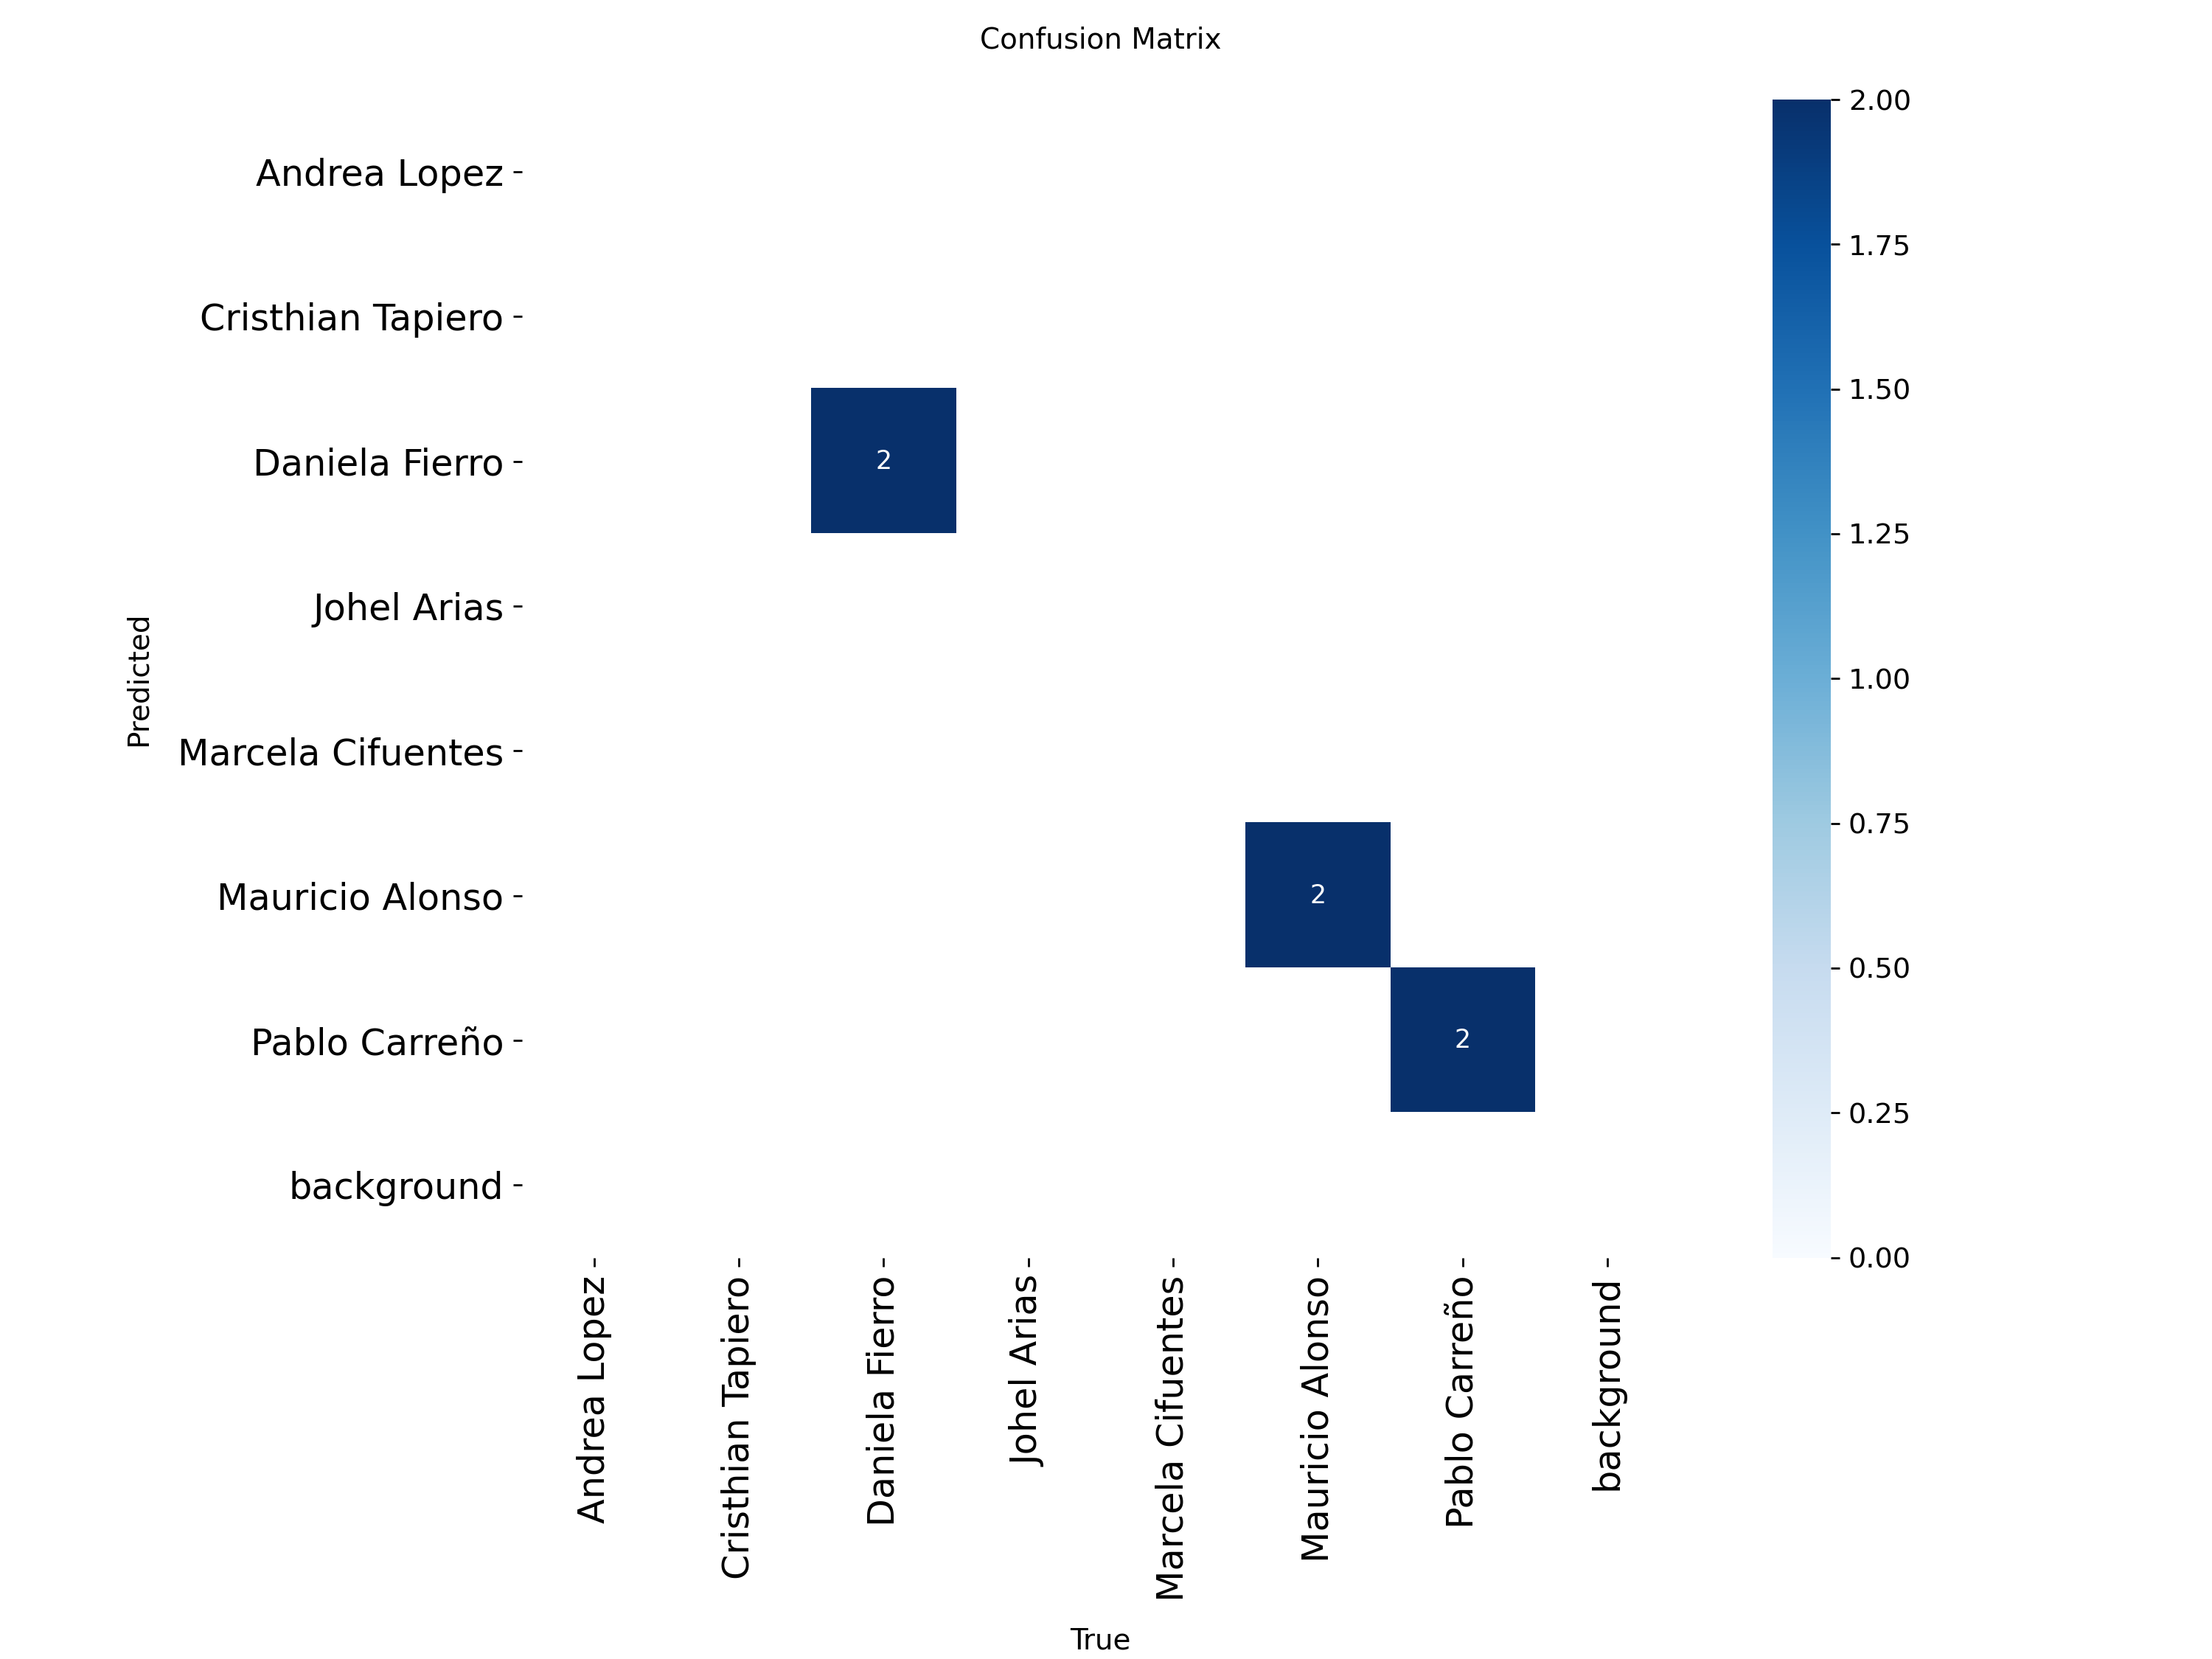 Confusion Matrix
Predicted
Andrea Lopez
Cristhian Tapiero
Daniela Fierro
Johel Arias
Marcela Cifuentes
Mauricio Alonso
Pablo Carreño
background
2
2
2
Andrea Lopez
Cristhian Tapiero
Daniela Fierro
Johel Arias
Marcela Cifuentes
Mauricio Alonso
Pablo Carreño
background
True
2.00
1.75
1.50
1.25
1.00
0.75
0.50
0.25
0.00